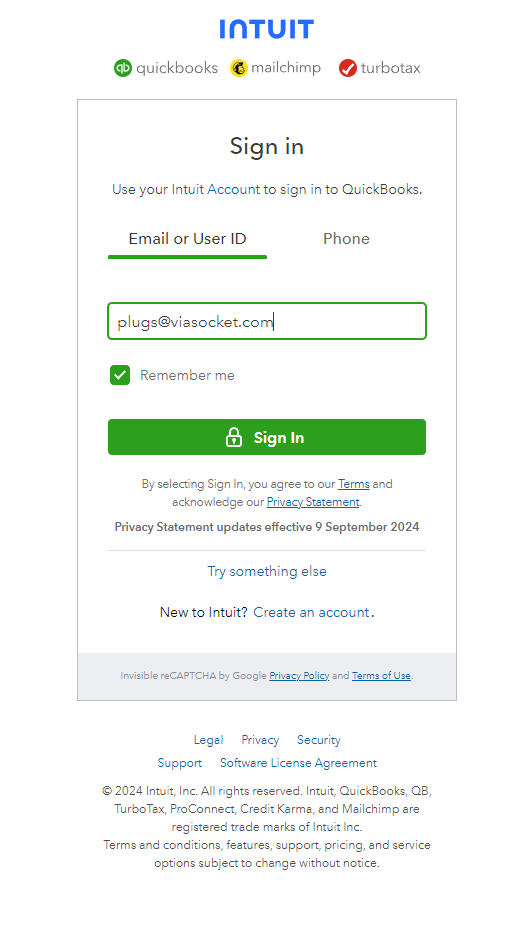 INTUIT
qb quickbooks mailchimp turbotax
Sign in
Use your Intuit Account to sign in to QuickBooks.
Email or User ID Phone
plugs@viasocket.com
Remember me
Sign In
By selecting Sign In, you agree to our Terms and
acknowledge our Privacy Statement.
Privacy Statement updates effective 9 September 2024
Try something else
New to Intuit? Create an account.
Invisible reCAPTCHA by Google Privacy Policy and Terms of Use.
Legal Privacy Security
Support Software License Agreement
© 2024 Intuit, Inc. All rights reserved. Intuit, QuickBooks, QB,
TurboTax, ProConnect, Credit Karma, and Mailchimp are
registered trade marks of Intuit Inc.
Terms and conditions, features, support, pricing, and service
options subject to change without notice.